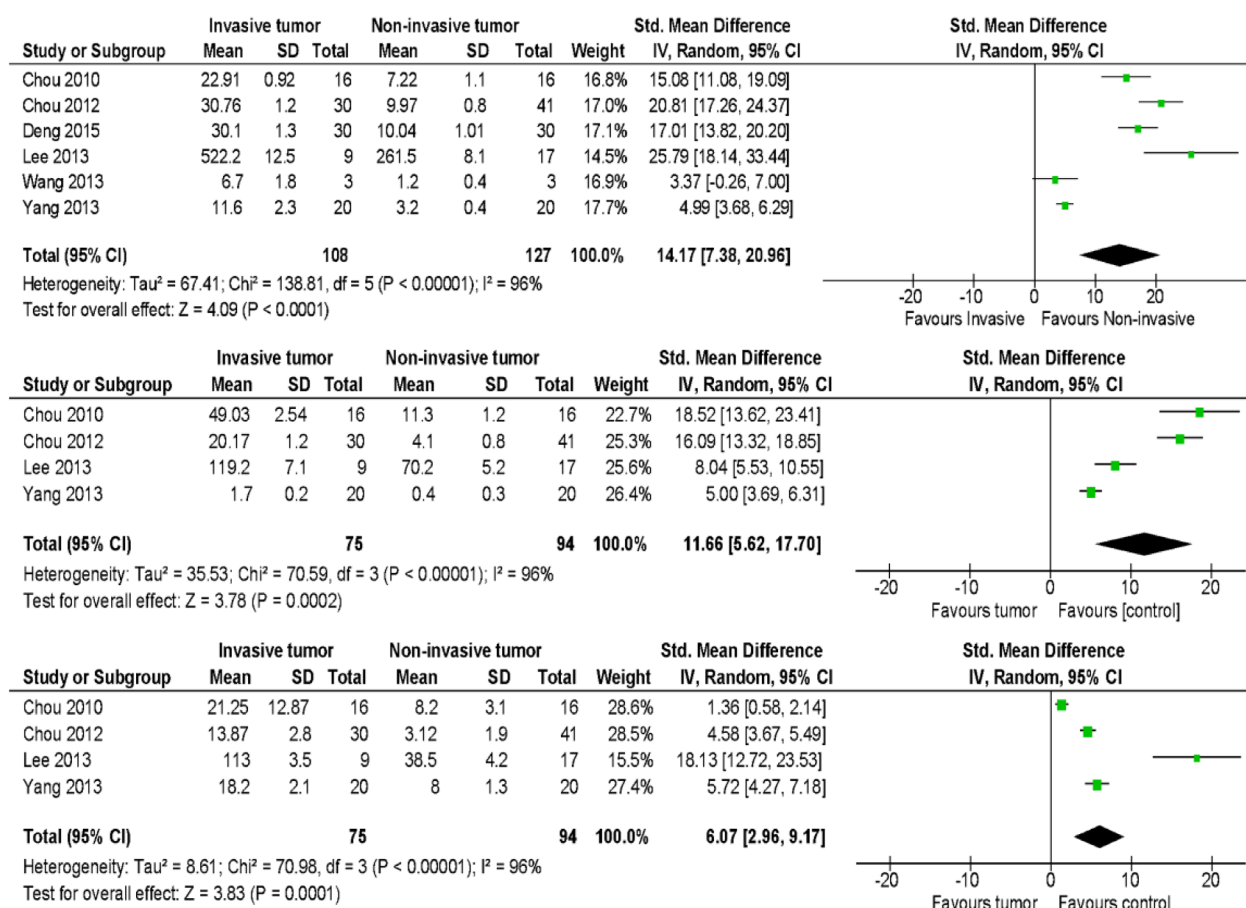 Invasive tumor Non-invasive tumor Std. Mean Difference Std. Mean Difference
Study or Subgroup Mean SD Total Mean SD Total Weight IV, Random, 95% CI IV, Random, 95% CI
Chou 2010 22.91 0.92 16 7.22 1.1 16 16.8% 15.08 [11.08, 19.09]
Chou 2012 30.76 1.2 30 9.97 0.8 41 17.0% 20.81 [17.26, 24.37]
Deng 2015 30.1 1.3 30 10.04 1.01 30 17.1% 17.01 [13.82, 20.20]
Lee 2013 522.2 12.5 9 261.5 8.1 17 14.5% 25.79 [18.14, 33.44]
Wang 2013 6.7 1.8 3 1.2 0.4 3 16.9% 3.37 [-0.26, 7.00]
Yang 2013 11.6 2.3 20 3.2 0.4 20 17.7% 4.99 [3.68, 6.29]
Total (95% CI) 108 127 100.0% 14.17 [7.38, 20.96]
Heterogeneity: Tau² = 67.41; Chi² = 138.81, df = 5 (P < 0.00001); I² = 96%
Test for overall effect: Z = 4.09 (P < 0.0001)
-20 -10 0 10 20
Favours Invasive Favours Non-invasive
Invasive tumor Non-invasive tumor Std. Mean Difference Std. Mean Difference
Study or Subgroup Mean SD Total Mean SD Total Weight IV, Random, 95% CI IV, Random, 95% CI
Chou 2010 49.03 2.54 16 11.3 1.2 16 22.7% 18.52 [13.62, 23.41]
Chou 2012 20.17 1.2 30 4.1 0.8 41 25.3% 16.09 [13.32, 18.85]
Lee 2013 119.2 7.1 9 70.2 5.2 17 25.6% 8.04 [5.53, 10.55]
Yang 2013 1.7 0.2 20 0.4 0.3 20 26.4% 5.00 [3.69, 6.31]
Total (95% CI) 75 94 100.0% 11.66 [5.62, 17.70]
Heterogeneity: Tau² = 35.53; Chi² = 70.59, df = 3 (P < 0.00001); I² = 96%
Test for overall effect: Z = 3.78 (P = 0.0002)
-20 -10 0 10 20
Favours tumor Favours [control]
Invasive tumor Non-invasive tumor Std. Mean Difference Std. Mean Difference
Study or Subgroup Mean SD Total Mean SD Total Weight IV, Random, 95% CI IV, Random, 95% CI
Chou 2010 21.25 12.87 16 8.2 3.1 16 28.6% 1.36 [0.58, 2.14]
Chou 2012 13.87 2.8 30 3.12 1.9 41 28.5% 4.58 [3.67, 5.49]
Lee 2013 113 3.5 9 38.5 4.2 17 15.5% 18.13 [12.72, 23.53]
Yang 2013 18.2 2.1 20 8 1.3 20 27.4% 5.72 [4.27, 7.18]
Total (95% CI) 75 94 100.0% 6.07 [2.96, 9.17]
Heterogeneity: Tau² = 8.61; Chi² = 70.98, df = 3 (P < 0.00001); I² = 96%
Test for overall effect: Z = 3.83 (P = 0.0001)
-20 -10 0 10 20
Favours tumor Favours control